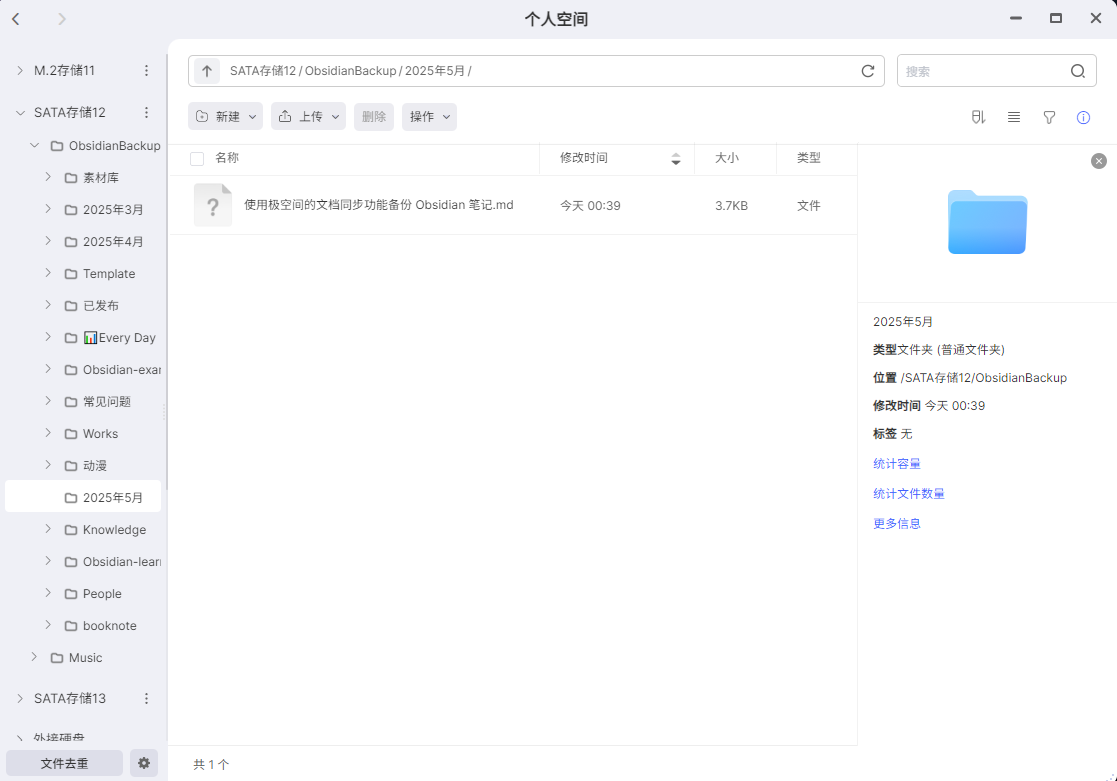 个人空间
M.2存储11
SATA存储12
ObsidianBackup
素材库
2025年3月
2025年4月
Template
已发布
📊Every Day
Obsidian-exar
常见问题
Works
动漫
2025年5月
Knowledge
Obsidian-lear
People
booknote
Music
SATA存储13
外接硬盘
文件去重
SATA存储12 / ObsidianBackup / 2025年5月 /
搜索
新建 上传 删除 操作
名称 修改时间 大小 类型
? 使用极空间的文档同步功能备份 Obsidian 笔记.md 今天 00:39 3.7KB 文件
共 1 个
2025年5月
类型文件夹 (普通文件夹)
位置 /SATA存储12/ObsidianBackup
修改时间 今天 00:39
标签 无
统计容量
统计文件数量
更多信息